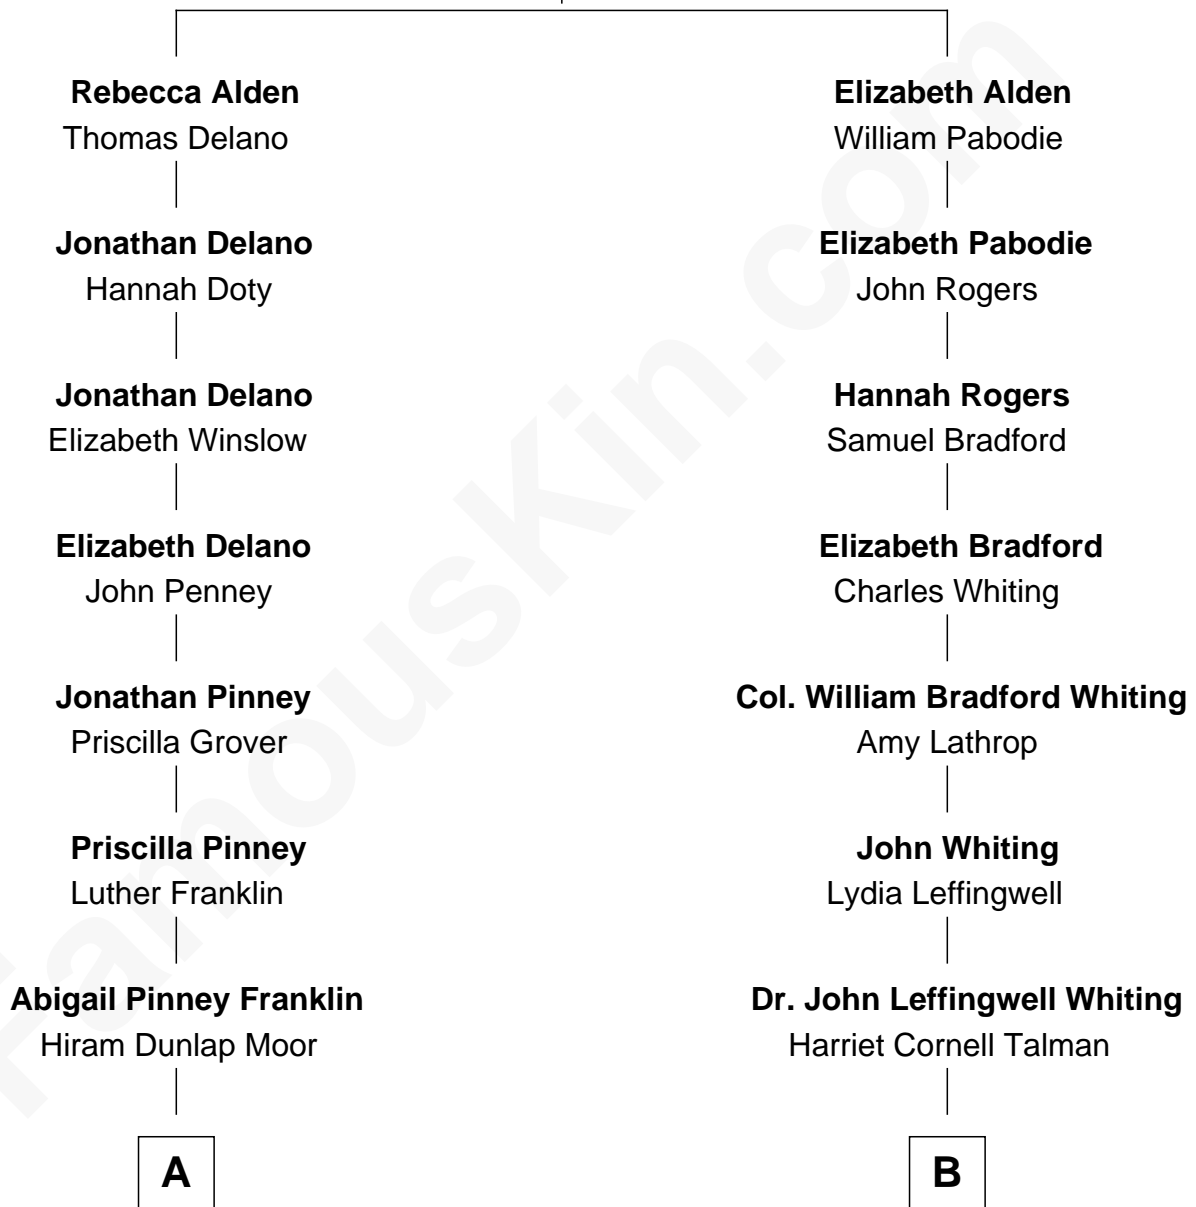 Rebecca Alden
Thomas Delano
Jonathan Delano
Hannah Doty
Jonathan Delano
Elizabeth Winslow
Elizabeth Delano
John Penney
Jonathan Pinney
Priscilla Grover
Priscilla Pinney
Luther Franklin
Abigail Pinney Franklin
Hiram Dunlap Moor
A
Elizabeth Alden
William Pabodie
Elizabeth Pabodie
John Rogers
Hannah Rogers
Samuel Bradford
Elizabeth Bradford
Charles Whiting
Col. William Bradford Whiting
Amy Lathrop
John Whiting
Lydia Leffingwell
Dr. John Leffingwell Whiting
Harriet Cornell Talman
B
FamousKin.com